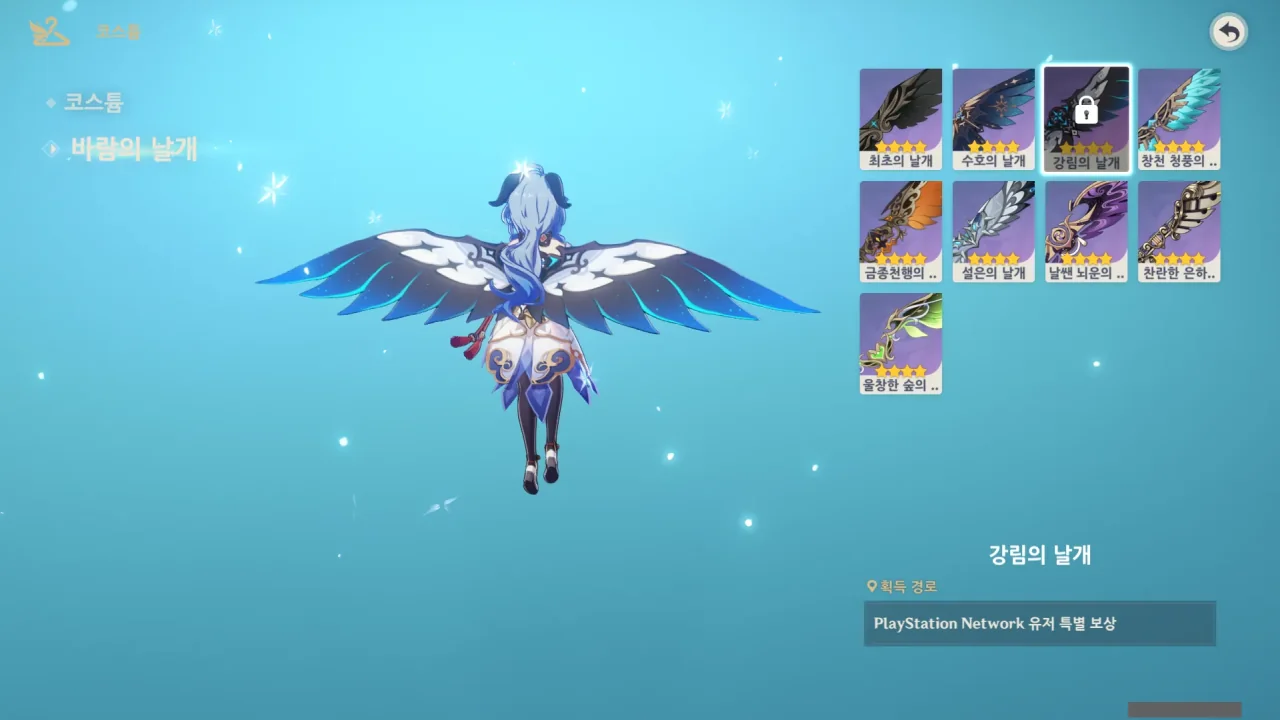 코스튬
코스튬
바람의 날개
최초의 날개
수호의 날개
강림의 날개
창천 청풍의 ..
금종천행의 ..
설은의 날개
날쌘 뇌운의 ..
찬란한 은하..
울창한 숲의 ..
강림의 날개
획득 경로
PlayStation Network 유저 특별 보상